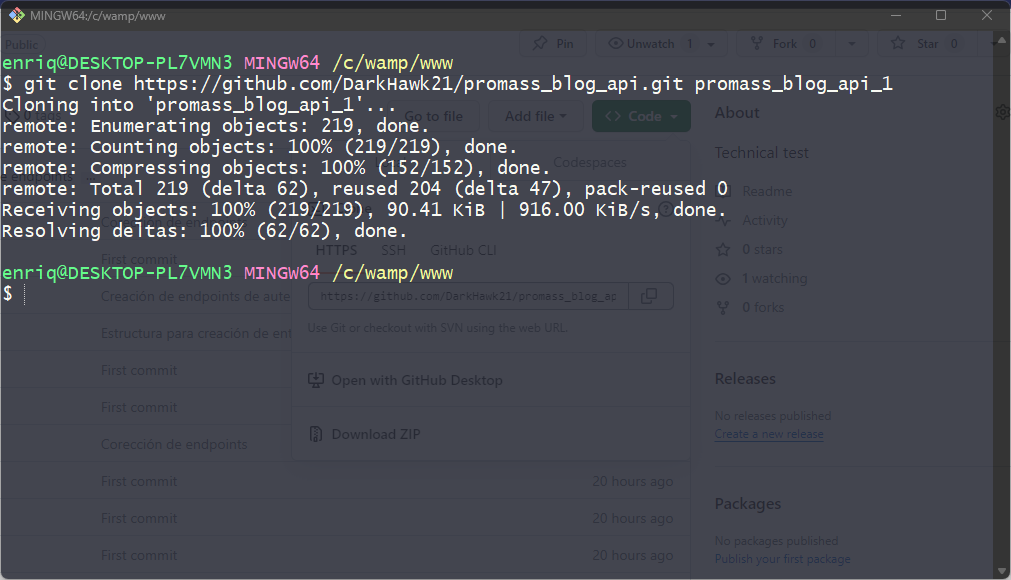 MINGW64:/c/wamp/www
Public
Pin
Unwatch 1
Fork 0
Star 0
enriq@DESKTOP-PL7VMN3 MINGW64 /c/wamp/www
$ git clone https://github.com/DarkHawk21/promass_blog_api.git promass_blog_api_1
Cloning into 'promass_blog_api_1'...
remote: Enumerating objects: 219, done.
remote: Counting objects: 100% (219/219), done.
remote: Compressing objects: 100% (152/152), done.
remote: Total 219 (delta 62), reused 204 (delta 47), pack-reused 0
Receiving objects: 100% (219/219), 90.41 KiB | 916.00 KiB/s, done.
Resolving deltas: 100% (62/62), done.
enriq@DESKTOP-PL7VMN3 MINGW64 /c/wamp/www
$
Go to file
Add file
<> Code
Codespaces
endpoints
HTTPS
SSH
GitHub CLI
https://github.com/DarkHawk21/promass_blog_ap
Use Git or checkout with SVN using the web URL.
Open with GitHub Desktop
Download ZIP
Corección de endpoints
First commit
Creación de endpoints de aute
Estructura para creación de ent
First commit
First commit
Corección de endpoints
First commit
20 hours ago
First commit
20 hours ago
First commit
20 hours ago
About
Technical test
Readme
Activity
0 stars
1 watching
0 forks
Releases
No releases published
Create a new release
Packages
No packages published
Publish your first package